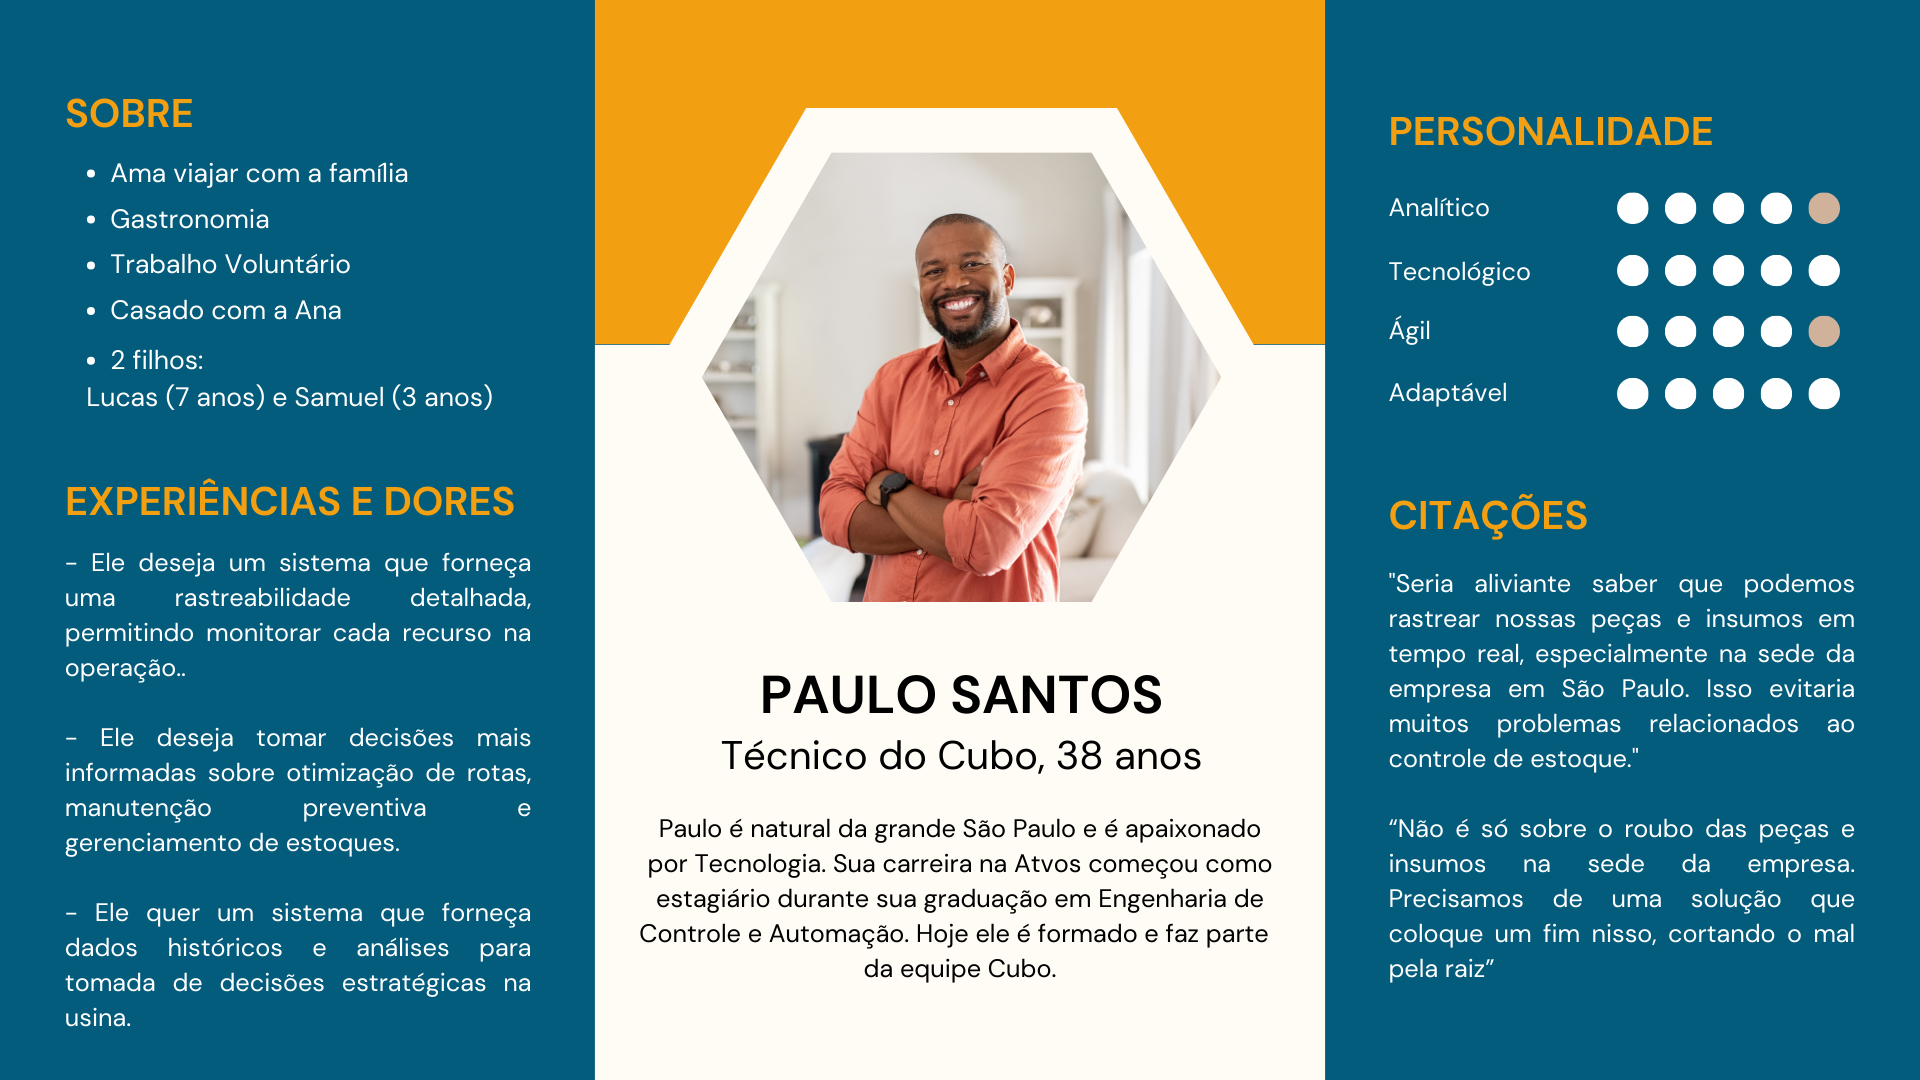 SOBRE
• Ama viajar com a família
• Gastronomia
• Trabalho Voluntário
• Casado com a Ana
• 2 filhos:
Lucas (7 anos) e Samuel (3 anos)
EXPERIÊNCIAS E DORES
- Ele deseja um sistema que forneça
uma rastreabilidade detalhada,
permitindo monitorar cada recurso na
operação..
- Ele deseja tomar decisões mais
informadas sobre otimização de rotas,
manutenção preventiva e
gerenciamento de estoques.
- Ele quer um sistema que forneça
dados históricos e análises para
tomada de decisões estratégicas na
usina.
PAULO SANTOS
Técnico do Cubo, 38 anos
Paulo é natural da grande São Paulo e é apaixonado
por Tecnologia. Sua carreira na Atvos começou como
estagiário durante sua graduação em Engenharia de
Controle e Automação. Hoje ele é formado e faz parte
da equipe Cubo.
PERSONALIDADE
Analítico
Tecnológico
Ágil
Adaptável
CITAÇÕES
"Seria aliviante saber que podemos
rastrear nossas peças e insumos em
tempo real, especialmente na sede da
empresa em São Paulo. Isso evitaria
muitos problemas relacionados ao
controle de estoque."
“Não é só sobre o roubo das peças e
insumos na sede da empresa.
Precisamos de uma solução que
coloque um fim nisso, cortando o mal
pela raiz”